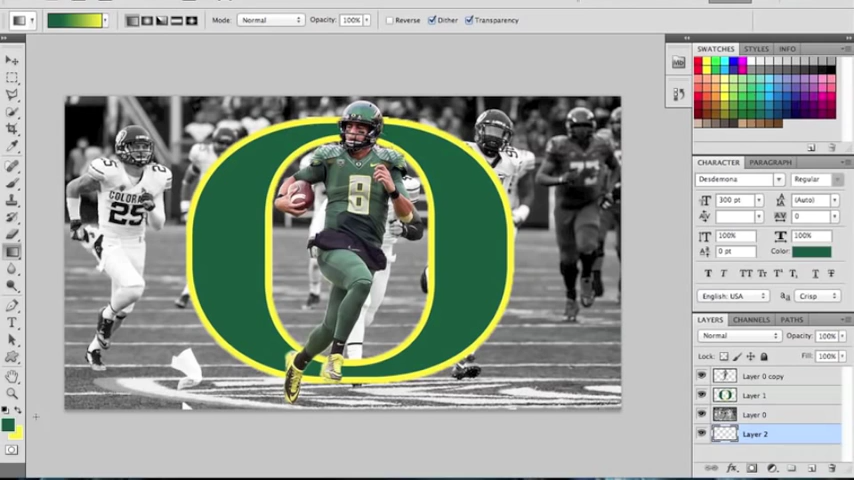 Mode: Normal
Opacity: 100%
Reverse
Dither
Transparency
SWATCHES STYLES INFO
CHARACTER PARAGRAPH
Desdemona Regular
300 pt (Auto)
0
100% 100%
0 pt Color:
English: USA Crisp
LAYERS CHANNELS PATHS
Normal Opacity: 100%
Lock: Fill: 100%
Layer 0 copy
Layer 1
Layer 0
Layer 2
COLORADO
25
8
O